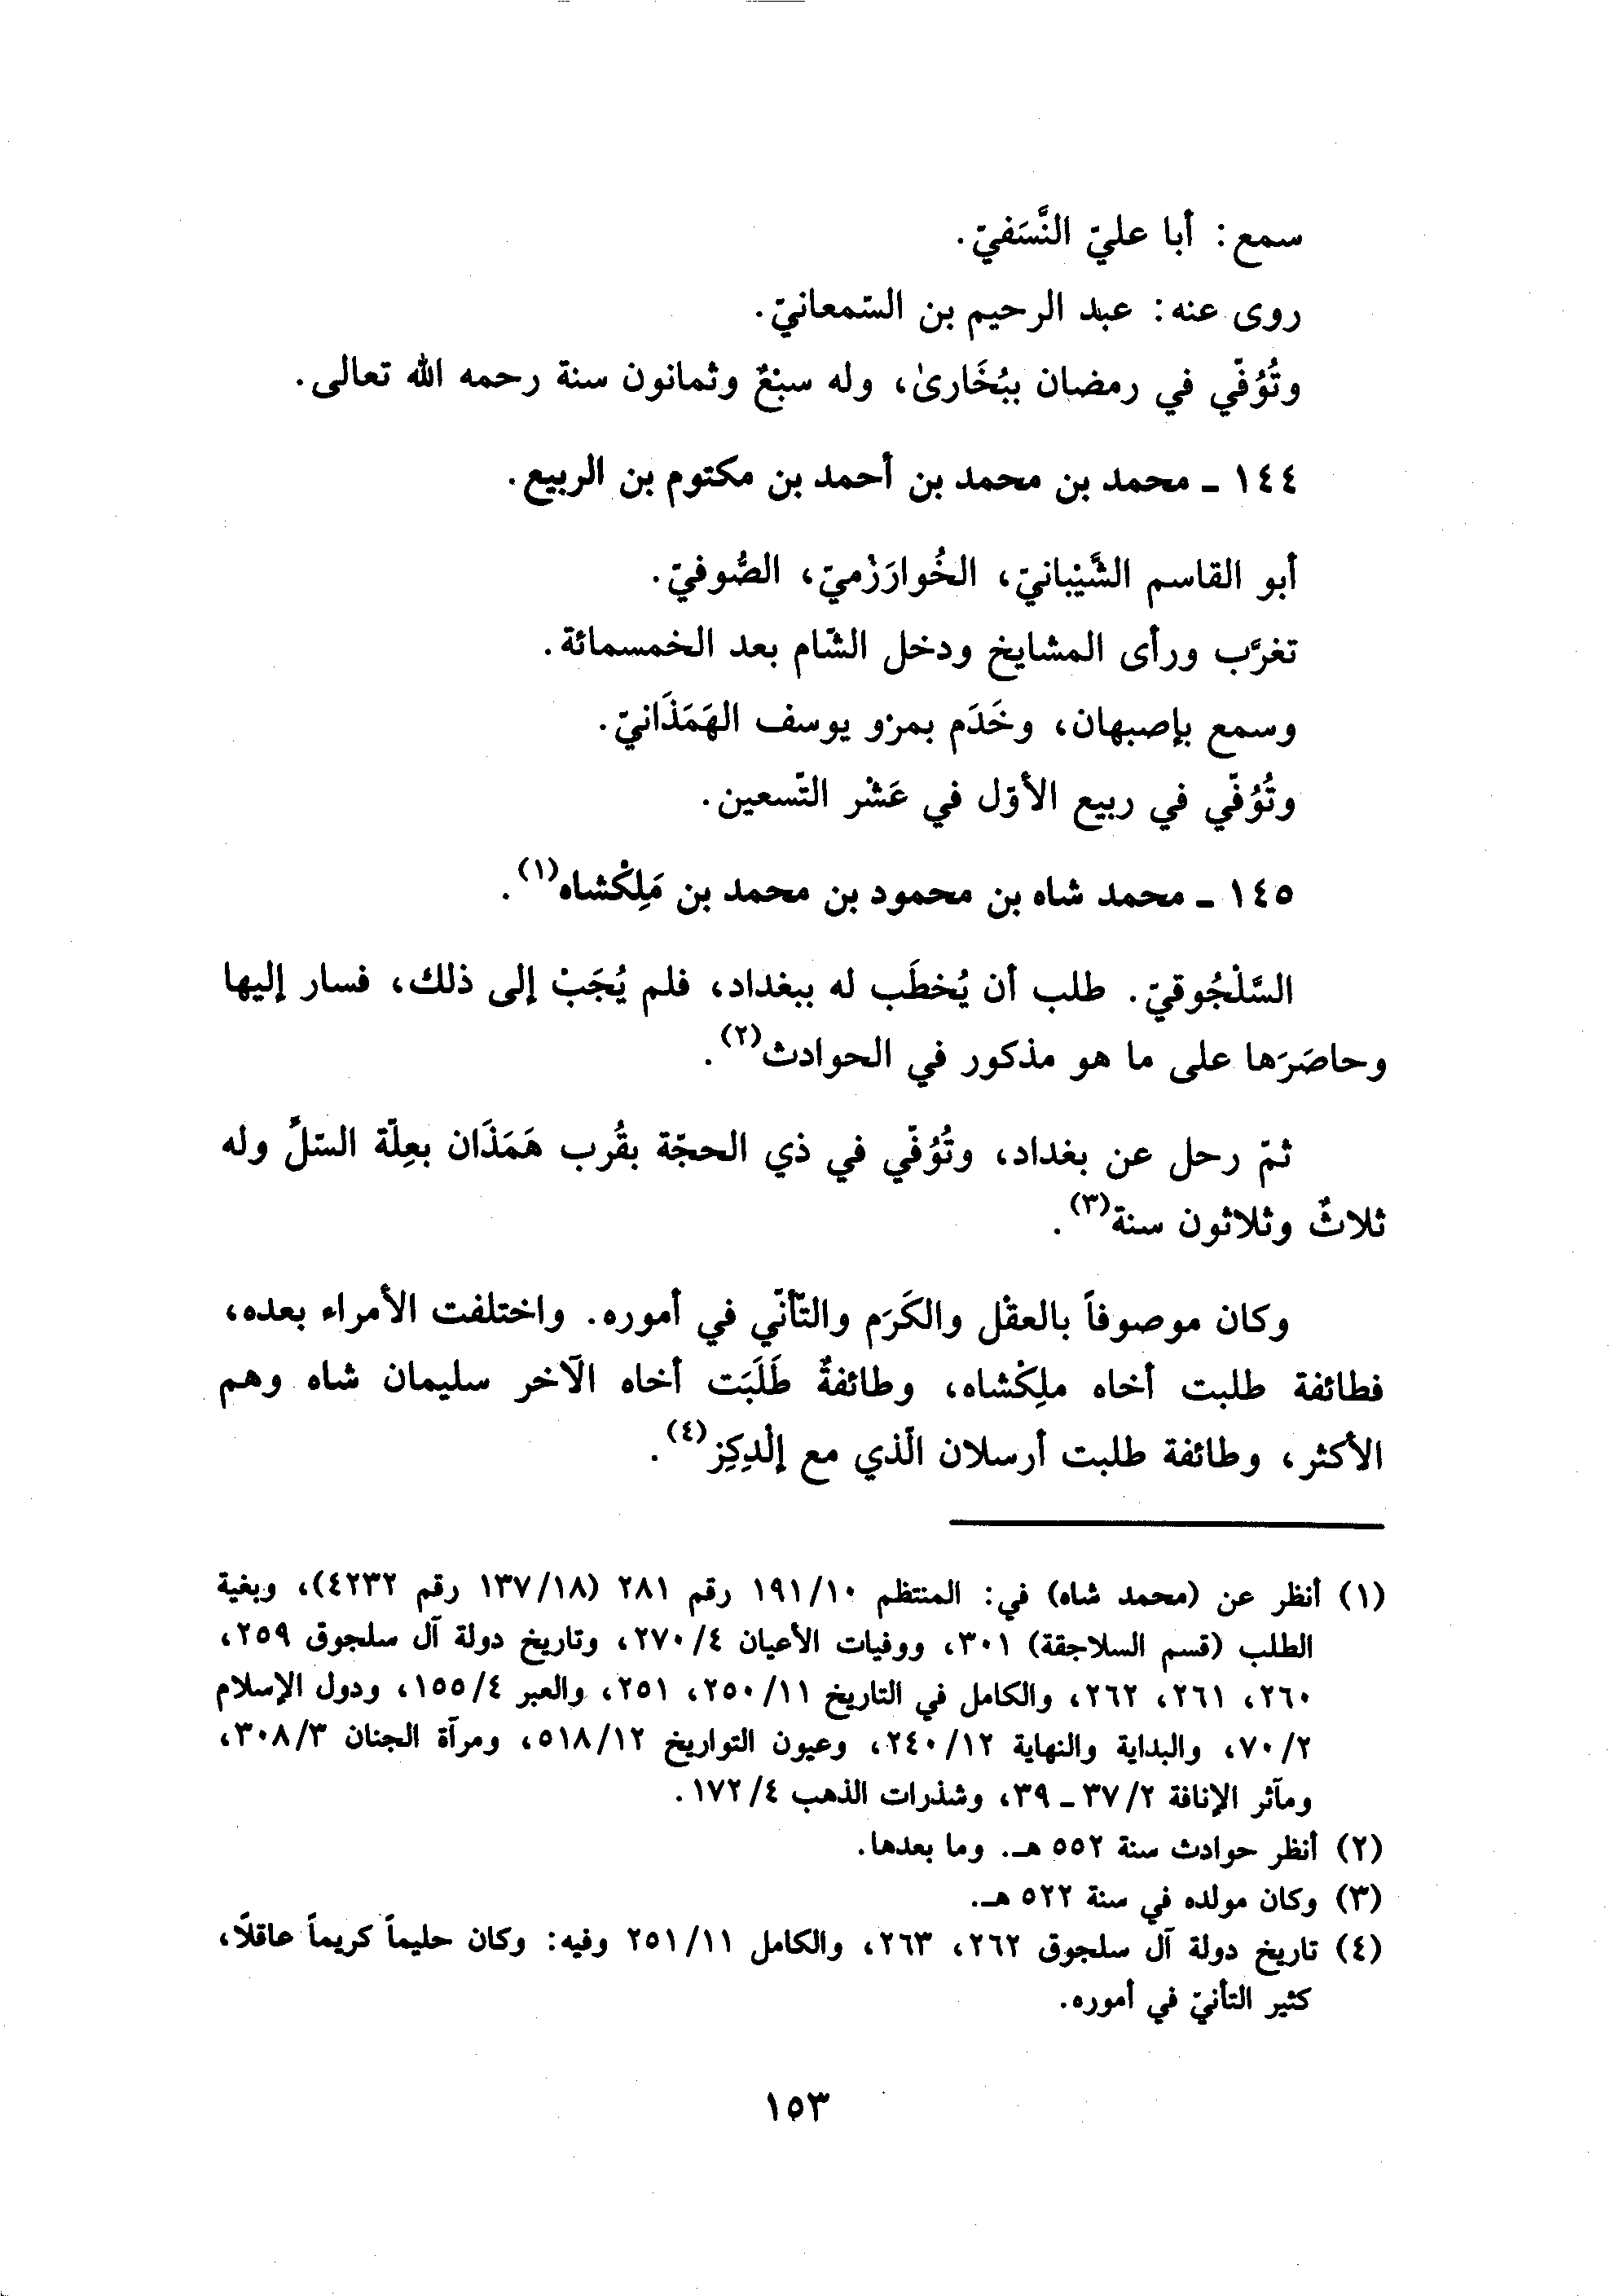 سمع: أبا عليّ النَّسَفيّ.
روى عنه: عبد الرحيم بن السّمعانيّ.
وتُوُفّي في رمضان ببُخَارىٰ، وله سبْعٌ وثمانون سنة رحمه الله تعالى.
١٤٤ ـ محمد بن محمد بن أحمد بن مكتوم بن الربيع.
أبو القاسم الشَّيْبانيّ، الخُوارَزْميّ، الصُّوفيّ.
تغرَّب ورأى المشايخ ودخل الشّام بعد الخمسمائة.
وسمع بإصبهان، وخَدَم بمرْو يوسف الهَمَذَانيّ.
وتُوُفّي في ربيع الأوّل في عَشْر التّسعين.
١٤٥ ـ محمد شاه بن محمود بن محمد بن مَلِكْشاه(١).
السَّلْجُوقيّ. طلب أن يُخطَب له ببغداد، فلم يُجَبْ إلى ذلك، فسار إليها
وحاصَرَها على ما هو مذكور في الحوادث(٢).
ثمّ رحل عن بغداد، وتُوُفّي في ذي الحجّة بقُرب هَمَذَان بعِلّة السّلّ وله
ثلاثٌ وثلاثون سنة(٣).
وكان موصوفاً بالعقْل والكَرَم والتّأنّي في أموره. واختلفت الأمراء بعده،
فطائفة طلبت أخاه ملِكْشاه، وطائفةٌ طَلَبَت أخاه الآخر سليمان شاه وهم
الأكثر، وطائفة طلبت أرسلان الّذي مع إلْدِكِز(٤).
(١) أنظر عن (محمد شاه) في: المنتظم ١٩١/١٠ رقم ٢٨١ (١٣٧/١٨ رقم ٤٢٣٢)، وبغية
الطلب (قسم السلاجقة) ٣٠١، ووفيات الأعيان ٢٧٠/٤، وتاريخ دولة آل سلجوق ٢٥٩،
٢٦٠، ٢٦١، ٢٦٢، والكامل في التاريخ ٢٥٠/١١، ٢٥١، والعبر ١٥٥/٤، ودول الإسلام
٧٠/٢، والبداية والنهاية ٢٤٠/١٢، وعيون التواريخ ٥١٨/١٢، ومرآة الجنان ٣٠٨/٣،
ومآثر الإنافة ٣٧/٢ ـ ٣٩، وشذرات الذهب ١٧٢/٤.
(٢) أنظر حوادث سنة ٥٥٢ هـ. وما بعدها.
(٣) وكان مولده في سنة ٥٢٢ هـ.
(٤) تاريخ دولة آل سلجوق ٢٦٢، ٢٦٣، والكامل ٢٥١/١١ وفيه: وكان حليماً كريماً عاقلًا،
كثير التأنيّ في أموره.
١٥٣